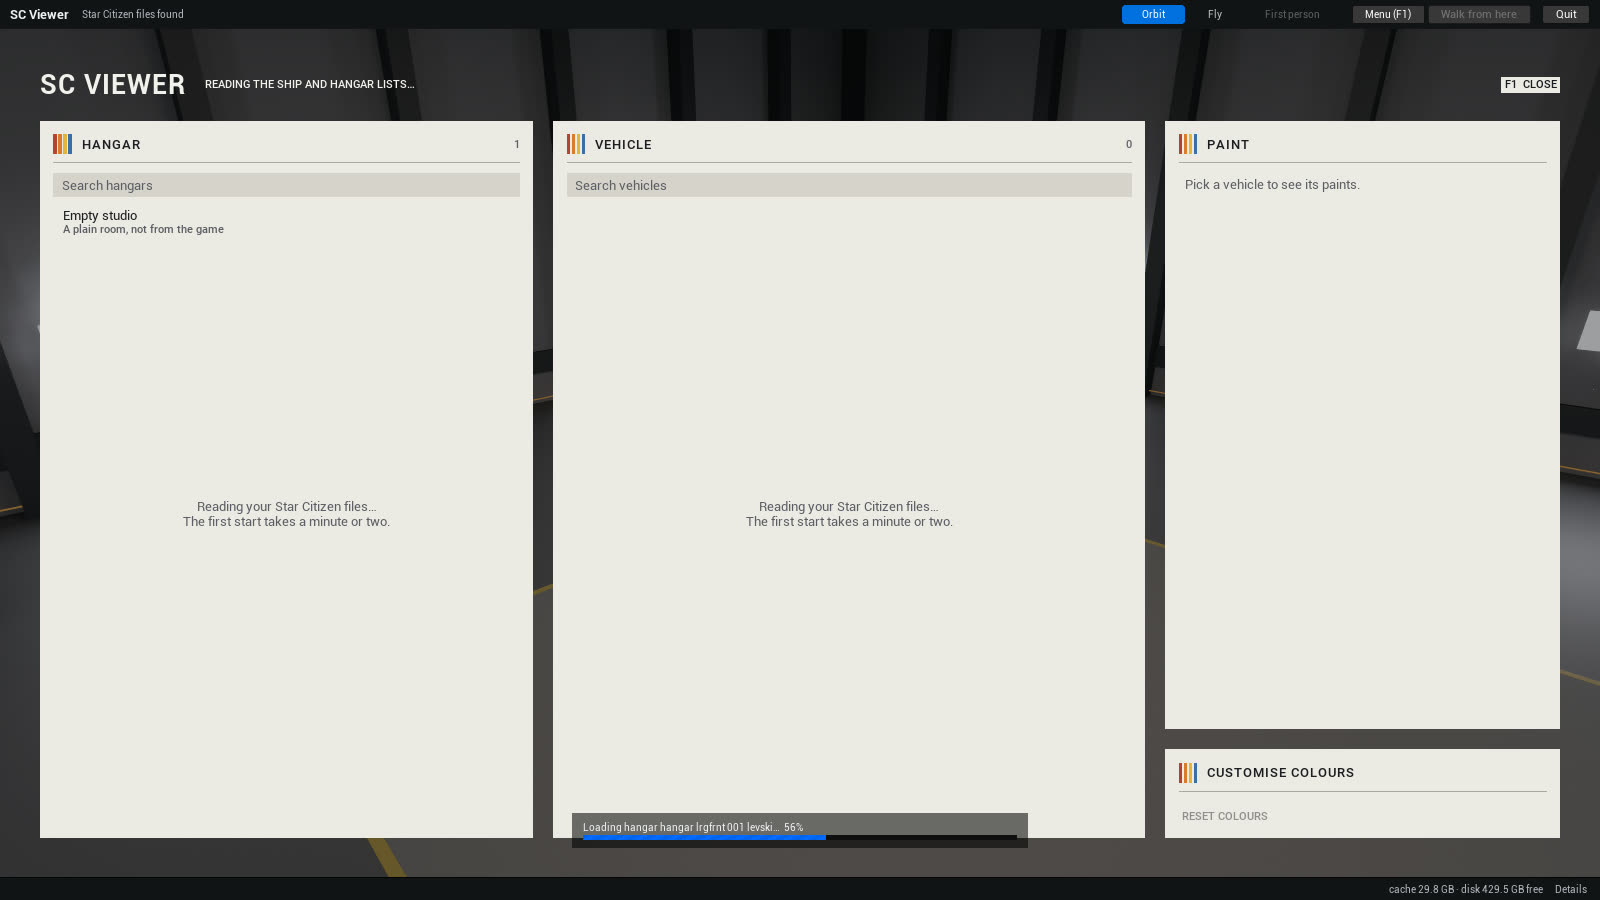 SC Viewer Star Citizen files found Orbit Fly First person Menu (F1) Walk from here Quit
SC VIEWER READING THE SHIP AND HANGAR LISTS... F1 CLOSE
HANGAR 1
Search hangars
Empty studio
A plain room, not from the game
Reading your Star Citizen files...
The first start takes a minute or two.
VEHICLE 0
Search vehicles
Reading your Star Citizen files...
The first start takes a minute or two.
PAINT
Pick a vehicle to see its paints.
CUSTOMISE COLOURS
RESET COLOURS
Loading hangar hangar lrgfrnt 001 levski... 56%
cache 29.8 GB · disk 429.5 GB free Details